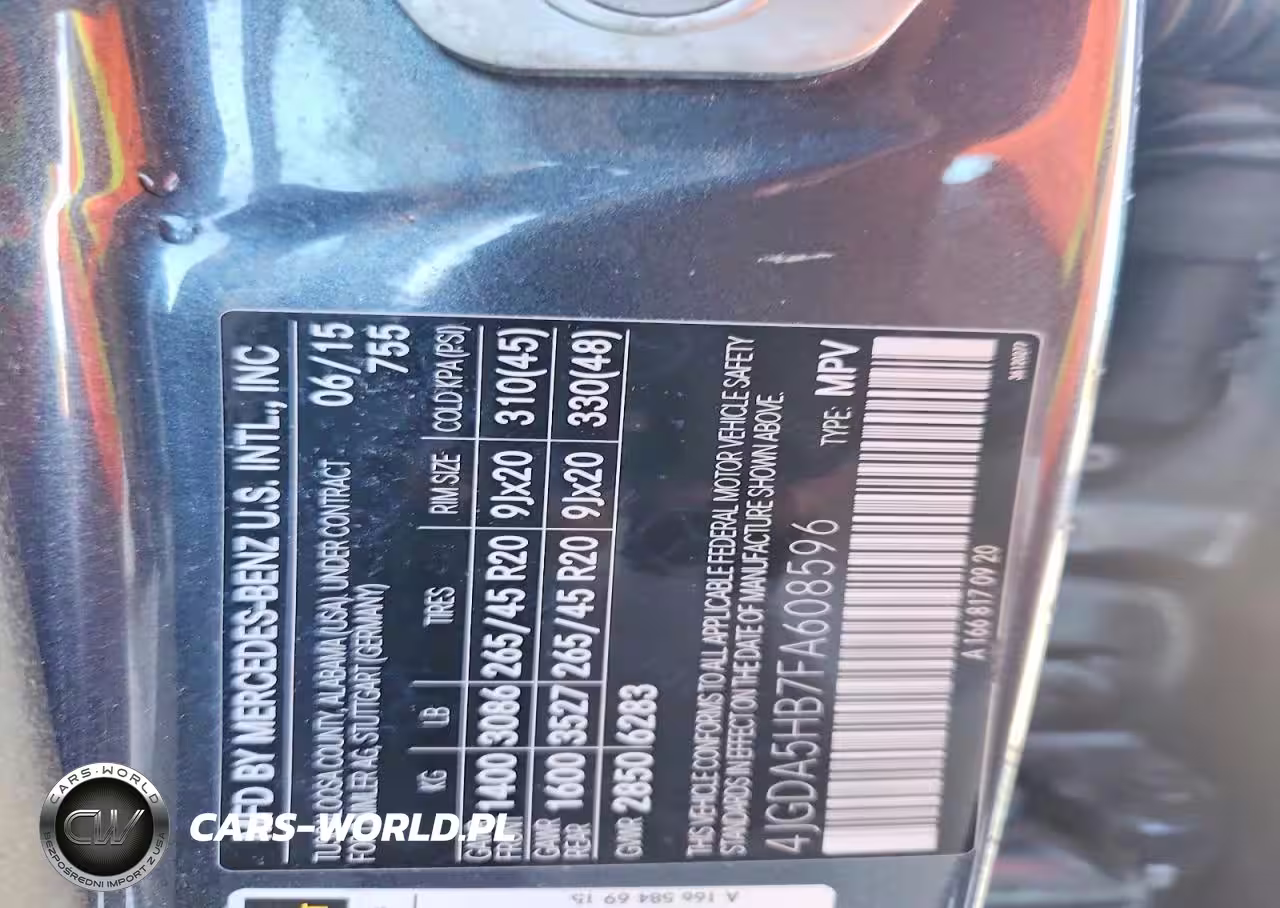 MFD BY MERCEDES-BENZ U.S. INTL., INC
TUSCALOOSA COUNTY, ALABAMA (USA), UNDER CONTRACT 06/15
FOR DAIMLER AG, STUTTGART (GERMANY) 755
KG LB TIRES RIM SIZE COLD KPA (PSI)
GAWR FRONT 1400 3086 265/45 R20 9Jx20 310(45)
GAWR REAR 1600 3527 265/45 R20 9Jx20 330(48)
GVWR 2850 6283
THIS VEHICLE CONFORMS TO ALL APPLICABLE FEDERAL MOTOR VEHICLE SAFETY
STANDARDS IN EFFECT ON THE DATE OF MANUFACTURE SHOWN ABOVE.
4JGDA5HB7FA608596 TYPE: MPV
A 166 817 09 20
A 166 584 69 15
CARS-WORLD
CW
BEZPOŚREDNI IMPORT Z USA
CARS-WORLD.PL